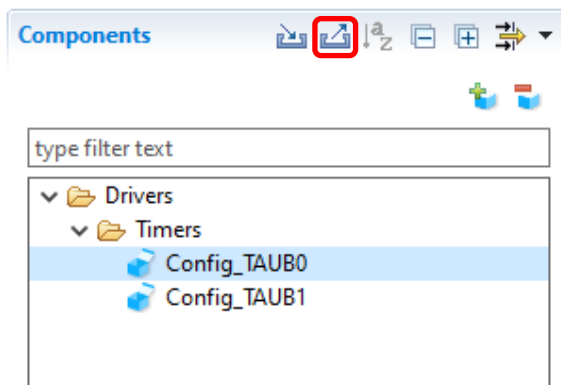 Components
a
z
type filter text
Drivers
Timers
Config_TAUB0
Config_TAUB1